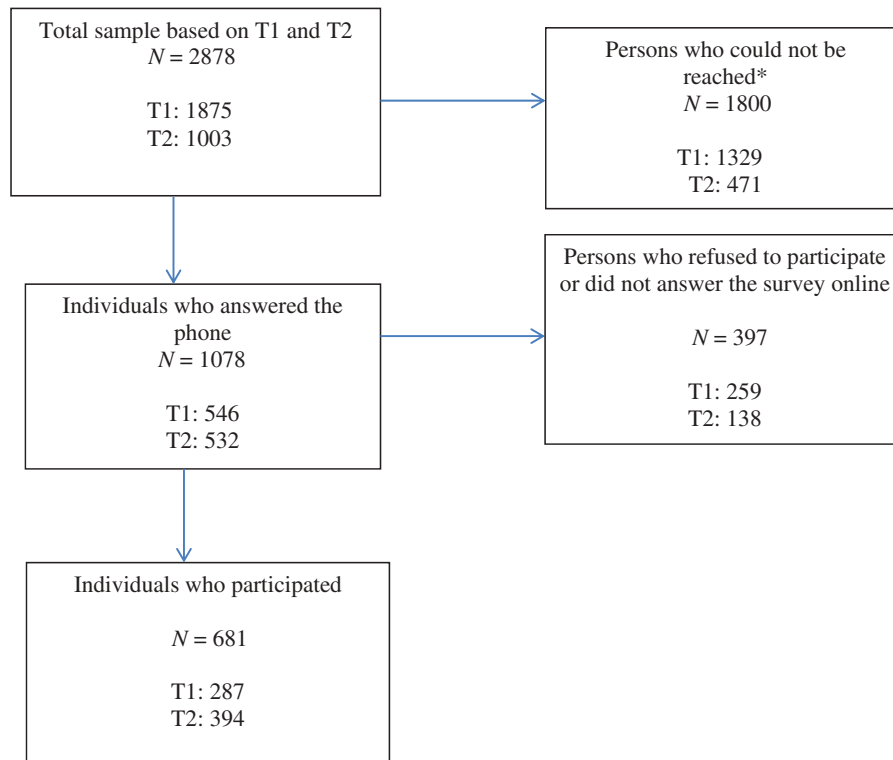 Total sample based on T1 and T2
N = 2878
T1: 1875
T2: 1003
Persons who could not be
reached*
N = 1800
T1: 1329
T2: 471
Individuals who answered the
phone
N = 1078
T1: 546
T2: 532
Persons who refused to participate
or did not answer the survey online
N = 397
T1: 259
T2: 138
Individuals who participated
N = 681
T1: 287
T2: 394